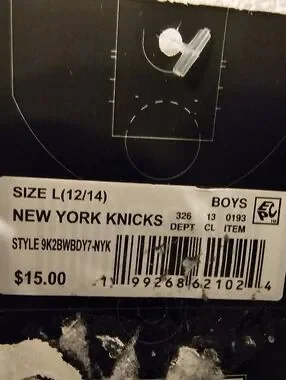 SIZE L(12/14) BOYS
NEW YORK KNICKS 326 13 0193
DEPT CL ITEM
STYLE 9K2BWBDY7-NYK
$15.00
1 99268 62102 4